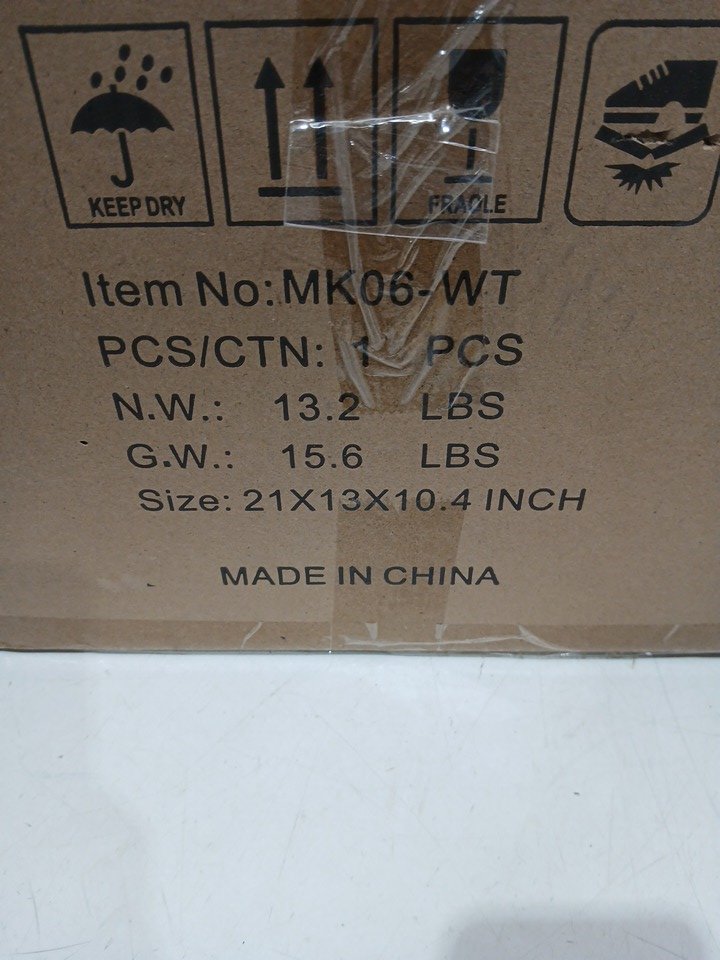 KEEP DRY
FRAGLE
Item No:MK06-WT
PCS/CTN: 1 PCS
N.W.: 13.2 LBS
G.W.: 15.6 LBS
Size: 21X13X10.4 INCH
MADE IN CHINA